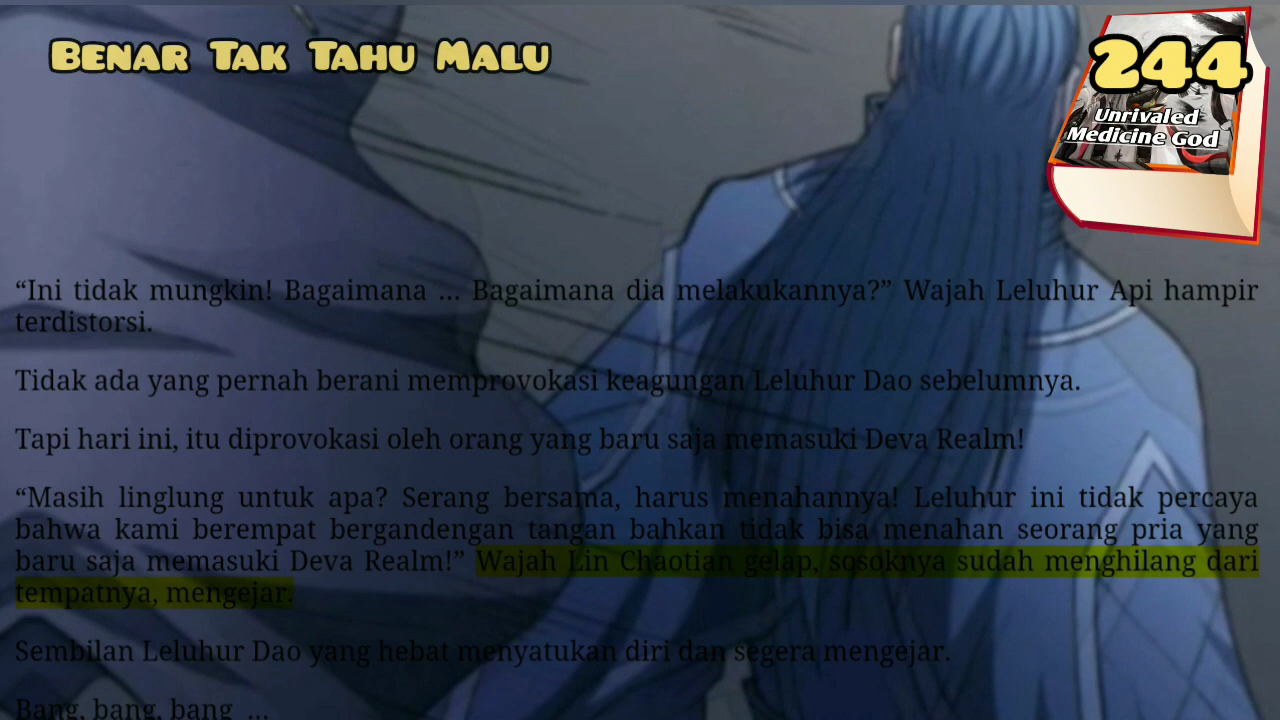 Benar Tak Tahu Malu
244
Unrivaled
Medicine God
“Ini tidak mungkin! Bagaimana ... Bagaimana dia melakukannya?” Wajah Leluhur Api hampir
terdistorsi.
Tidak ada yang pernah berani memprovokasi keagungan Leluhur Dao sebelumnya.
Tapi hari ini, itu diprovokasi oleh orang yang baru saja memasuki Deva Realm!
“Masih linglung untuk apa? Serang bersama, harus menahannya! Leluhur ini tidak percaya
bahwa kami berempat bergandengan tangan bahkan tidak bisa menahan seorang pria yang
baru saja memasuki Deva Realm!” Wajah Lin Chaotian gelap, sosoknya sudah menghilang dari
tempatnya, mengejar.
Sembilan Leluhur Dao yang hebat menyatukan diri dan segera mengejar.
Bang, bang, bang ...